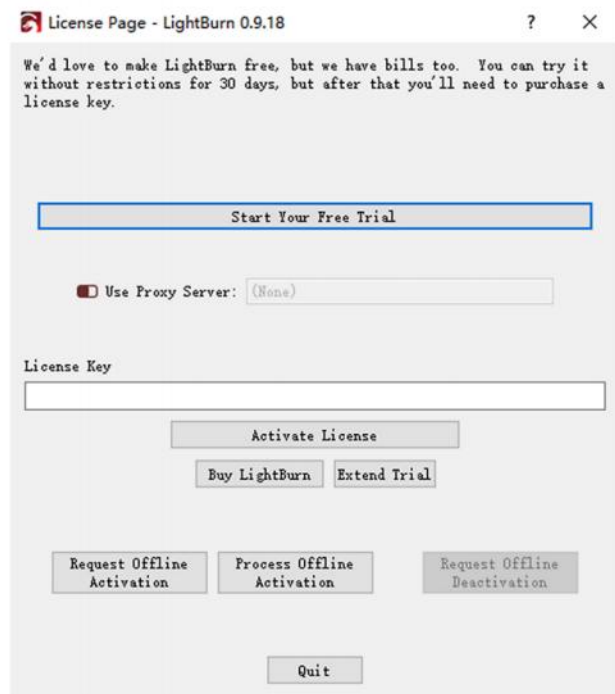 License Page - LightBurn 0.9.18
We'd love to make LightBurn free, but we have bills too.  You can try it
without restrictions for 30 days, but after that you'll need to purchase a
license key.
Start Your Free Trial
Use Proxy Server: (None)
License Key
Activate License
Buy LightBurn Extend Trial
Request Offline Process Offline Request Offline
Activation Activation Deactivation
Quit